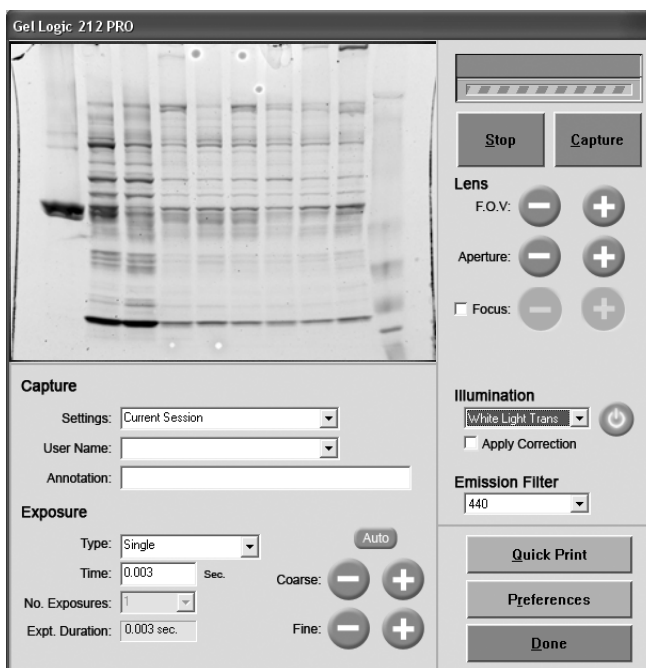 Gel Logic 212 PRO
Stop
Capture
Lens
F.O.V:
Aperture:
Focus:
Illumination
White Light Trans
Apply Correction
Emission Filter
440
Quick Print
Preferences
Done
Capture
Settings: Current Session
User Name:
Annotation:
Exposure
Type: Single
Auto
Time: 0.003 Sec.
Coarse:
No. Exposures: 1
Expt. Duration: 0.003 sec.
Fine: